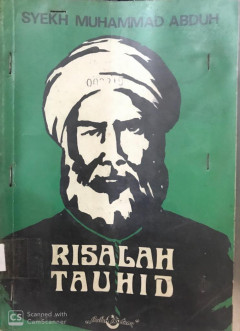 SYEKH MUHAMMAD ABDUH
RISALAH
TAUHID
CS
Scanned with
CamScanner